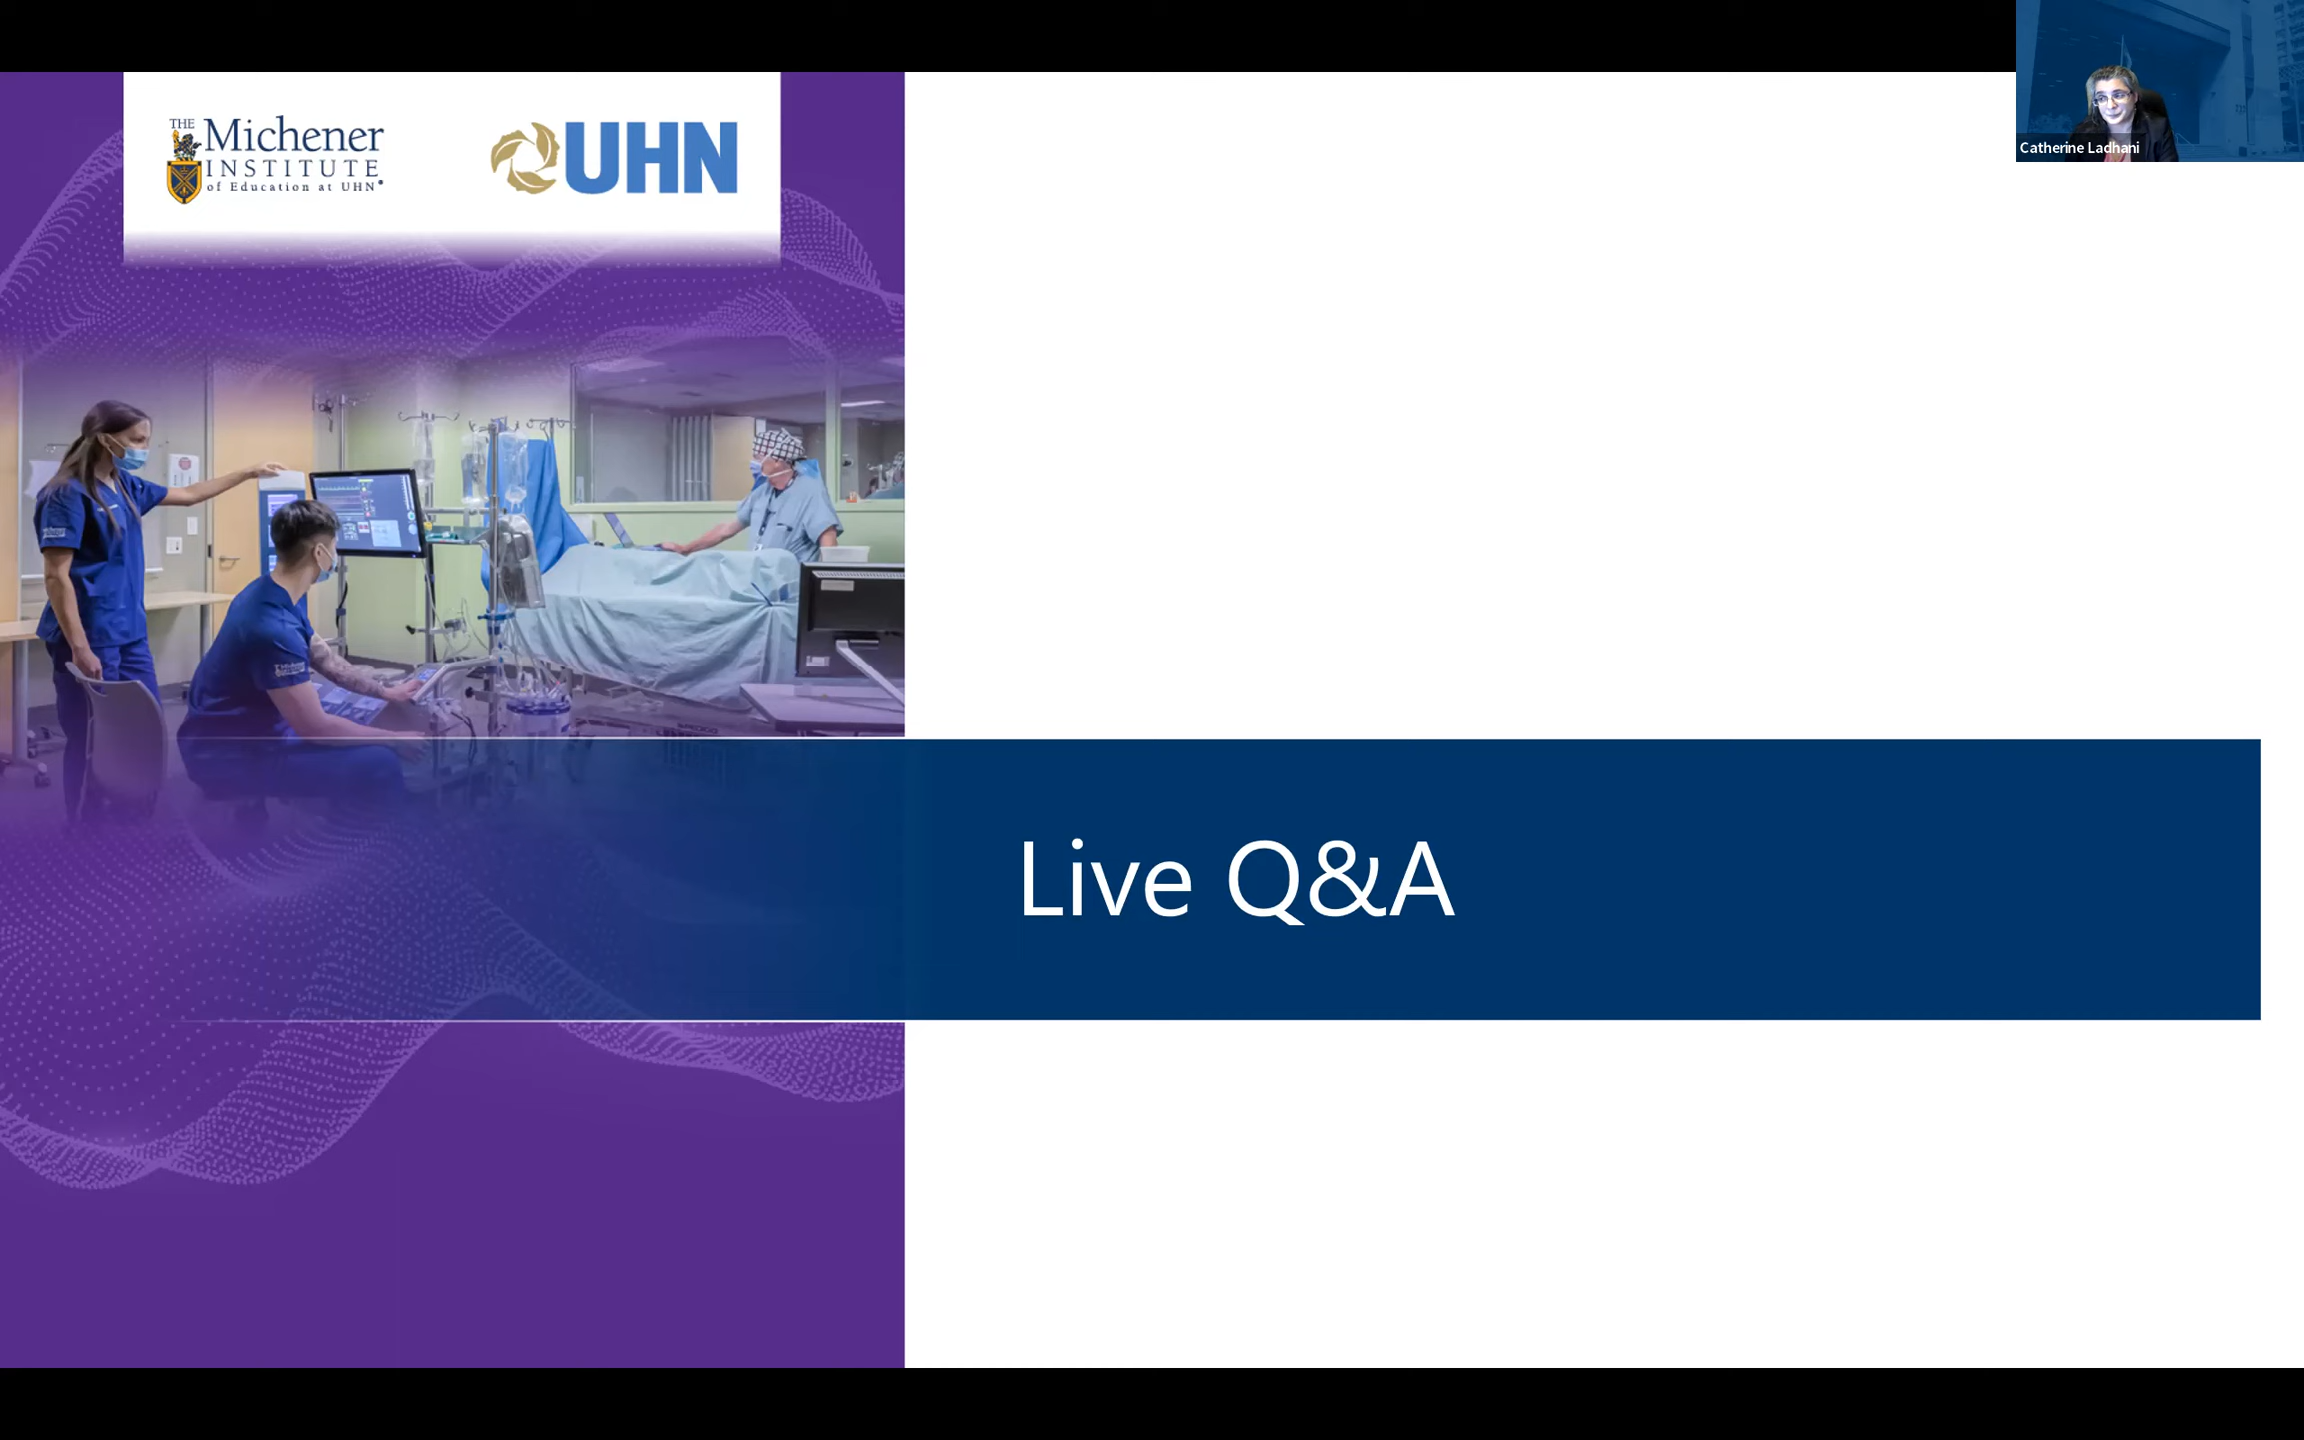 THE
Michener
INSTITUTE
of Education at UHN
UHN
Catherine Ladhani
Live Q&A